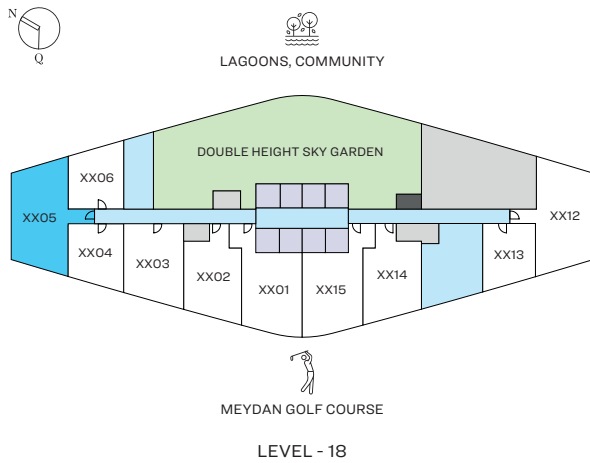 N
Q
LAGOONS, COMMUNITY
DOUBLE HEIGHT SKY GARDEN
XX06
XX05
XX12
XX04
XX03
XX02
XX01
XX15
XX14
XX13
MEYDAN GOLF COURSE
LEVEL - 18